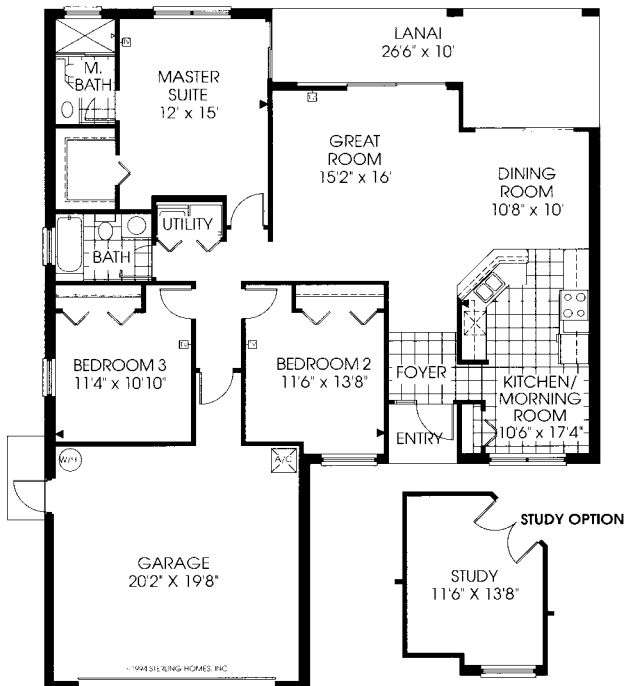 LANAI
26'6" x 10'
M.
BATH
MASTER
SUITE
12' x 15'
GREAT
ROOM
15'2" x 16'
DINING
ROOM
10'8" x 10'
UTILITY
BATH
BEDROOM 3
11'4" x 10'10"
BEDROOM 2
11'6" x 13'8"
FOYER
KITCHEN/
MORNING
ROOM
10'6" x 17'4"
ENTRY
A/C
GARAGE
20'2" X 19'8"
STUDY OPTION
STUDY
11'6" X 13'8"
©1994 STERLING HOMES, INC